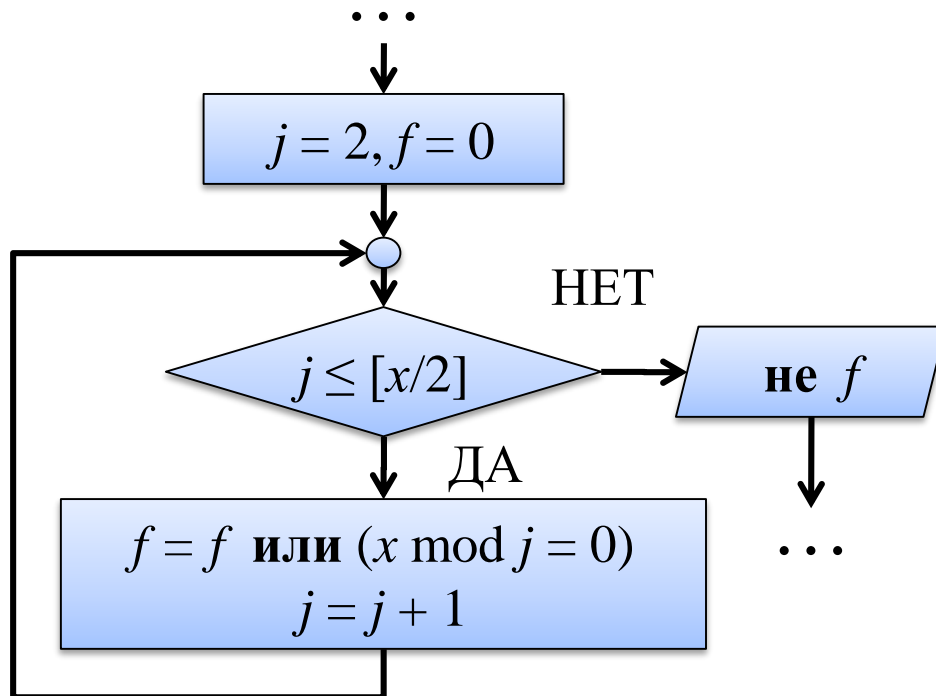 ...
j = 2, f = 0
НЕТ
j ≤ [x/2]
не f
ДА
f = f или (x mod j = 0)
j = j + 1
...